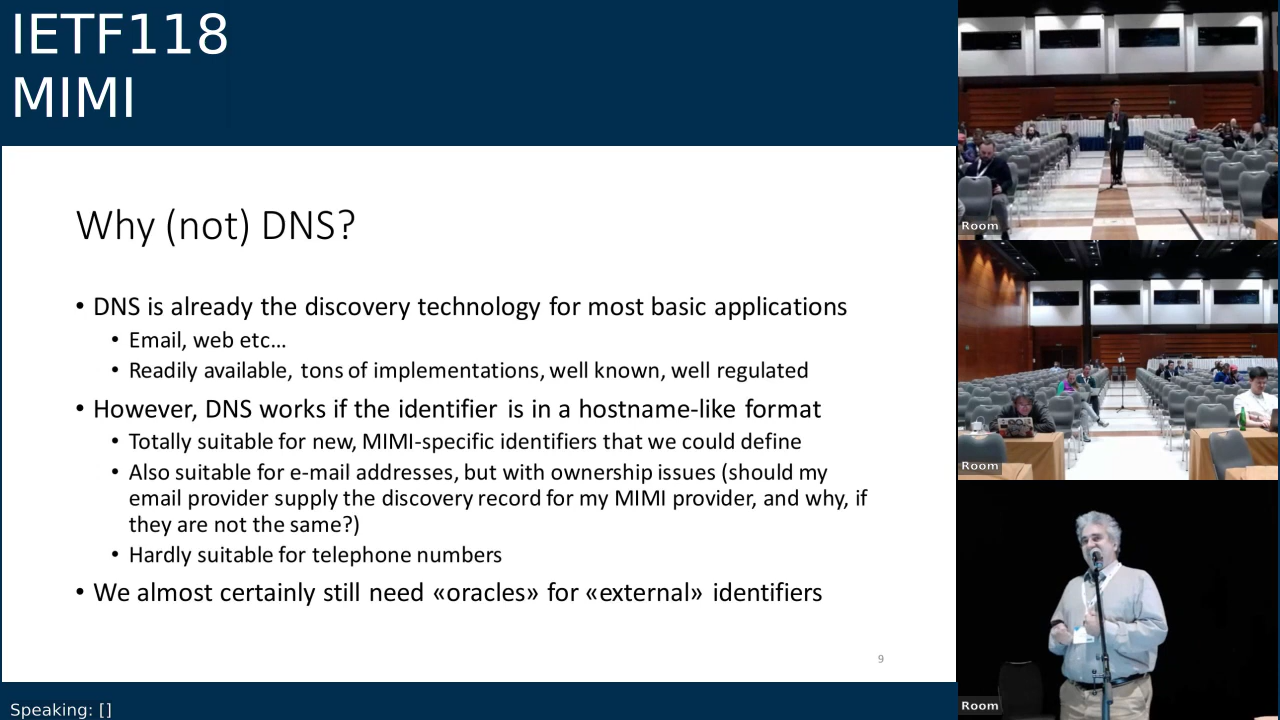 IETF118
MIMI
Why (not) DNS?
• DNS is already the discovery technology for most basic applications
• Email, web etc…
• Readily available, tons of implementations, well known, well regulated
• However, DNS works if the identifier is in a hostname-like format
• Totally suitable for new, MIMI-specific identifiers that we could define
• Also suitable for e-mail addresses, but with ownership issues (should my
email provider supply the discovery record for my MIMI provider, and why, if
they are not the same?)
• Hardly suitable for telephone numbers
• We almost certainly still need «oracles» for «external» identifiers
9
Speaking: []
Room
Room
Room